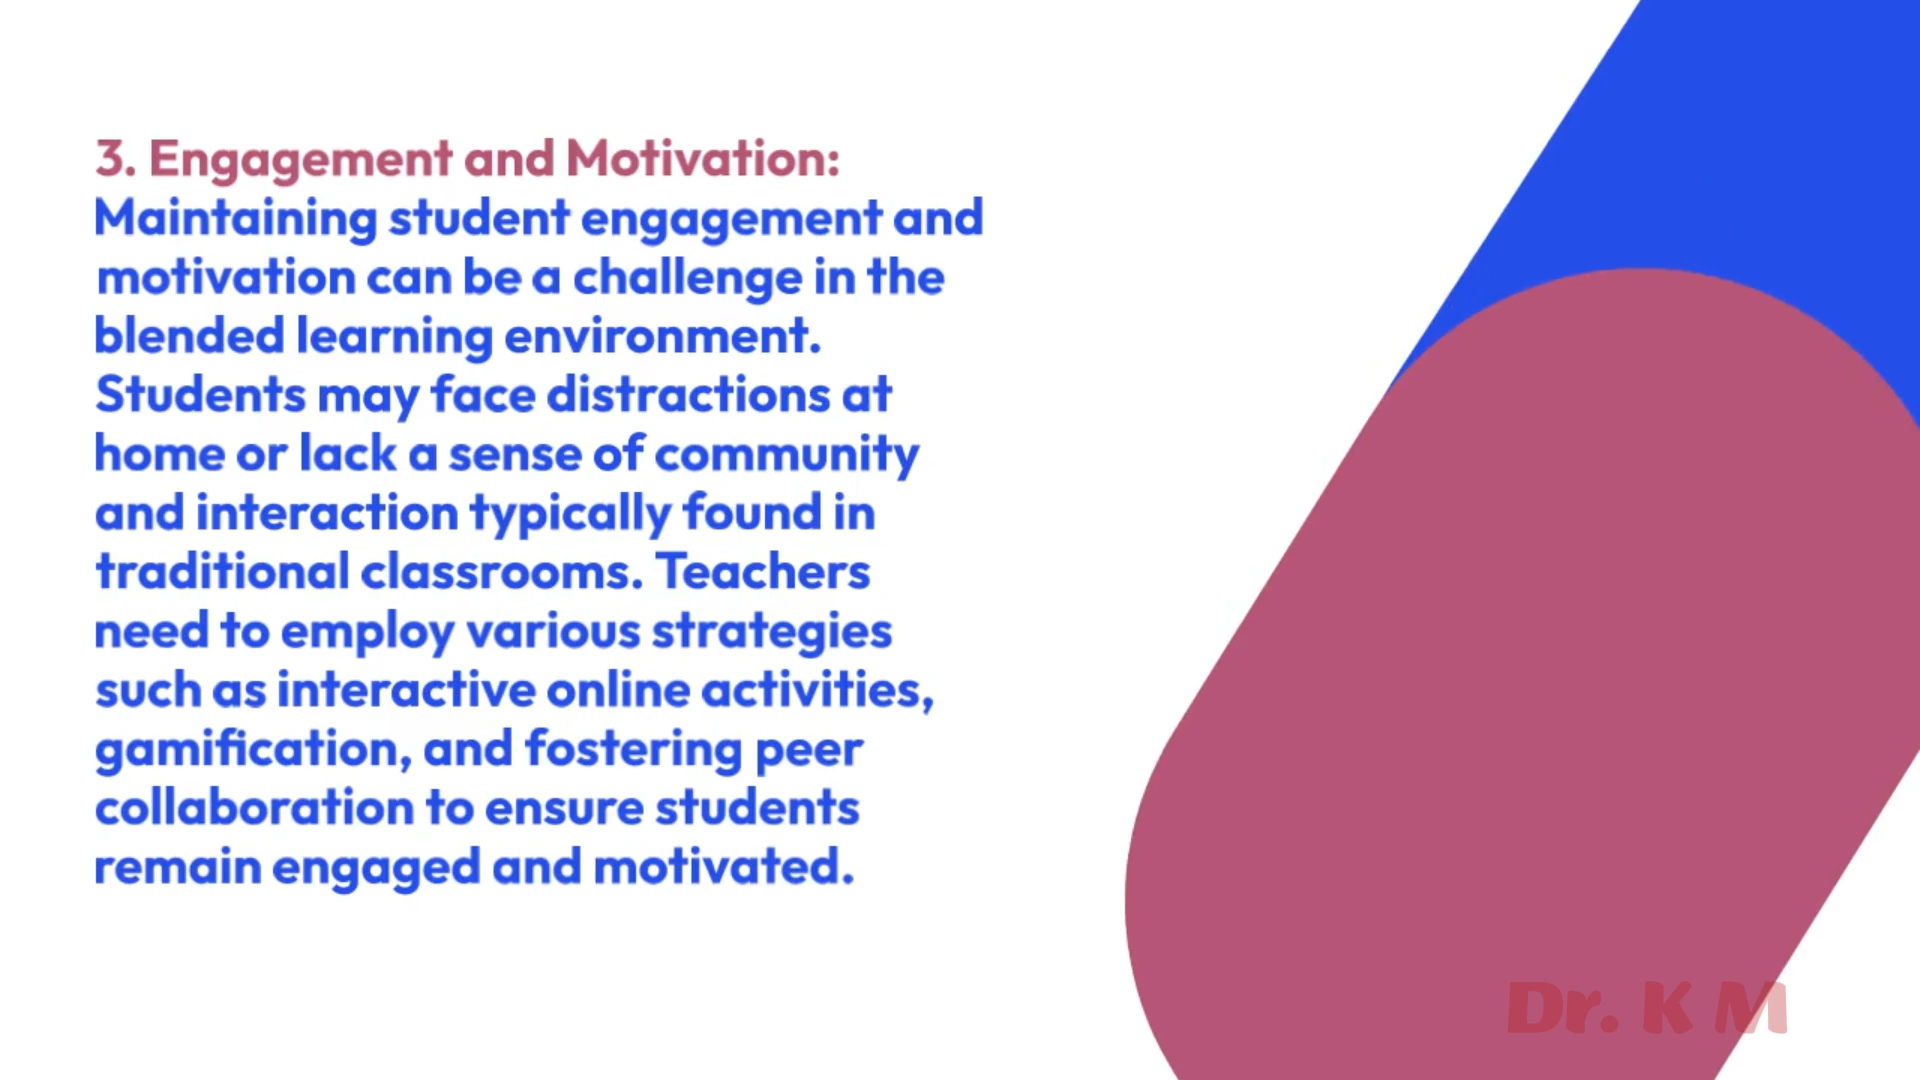 3. Engagement and Motivation:
Maintaining student engagement and
motivation can be a challenge in the
blended learning environment.
Students may face distractions at
home or lack a sense of community
and interaction typically found in
traditional classrooms. Teachers
need to employ various strategies
such as interactive online activities,
gamification, and fostering peer
collaboration to ensure students
remain engaged and motivated.
Dr. K M